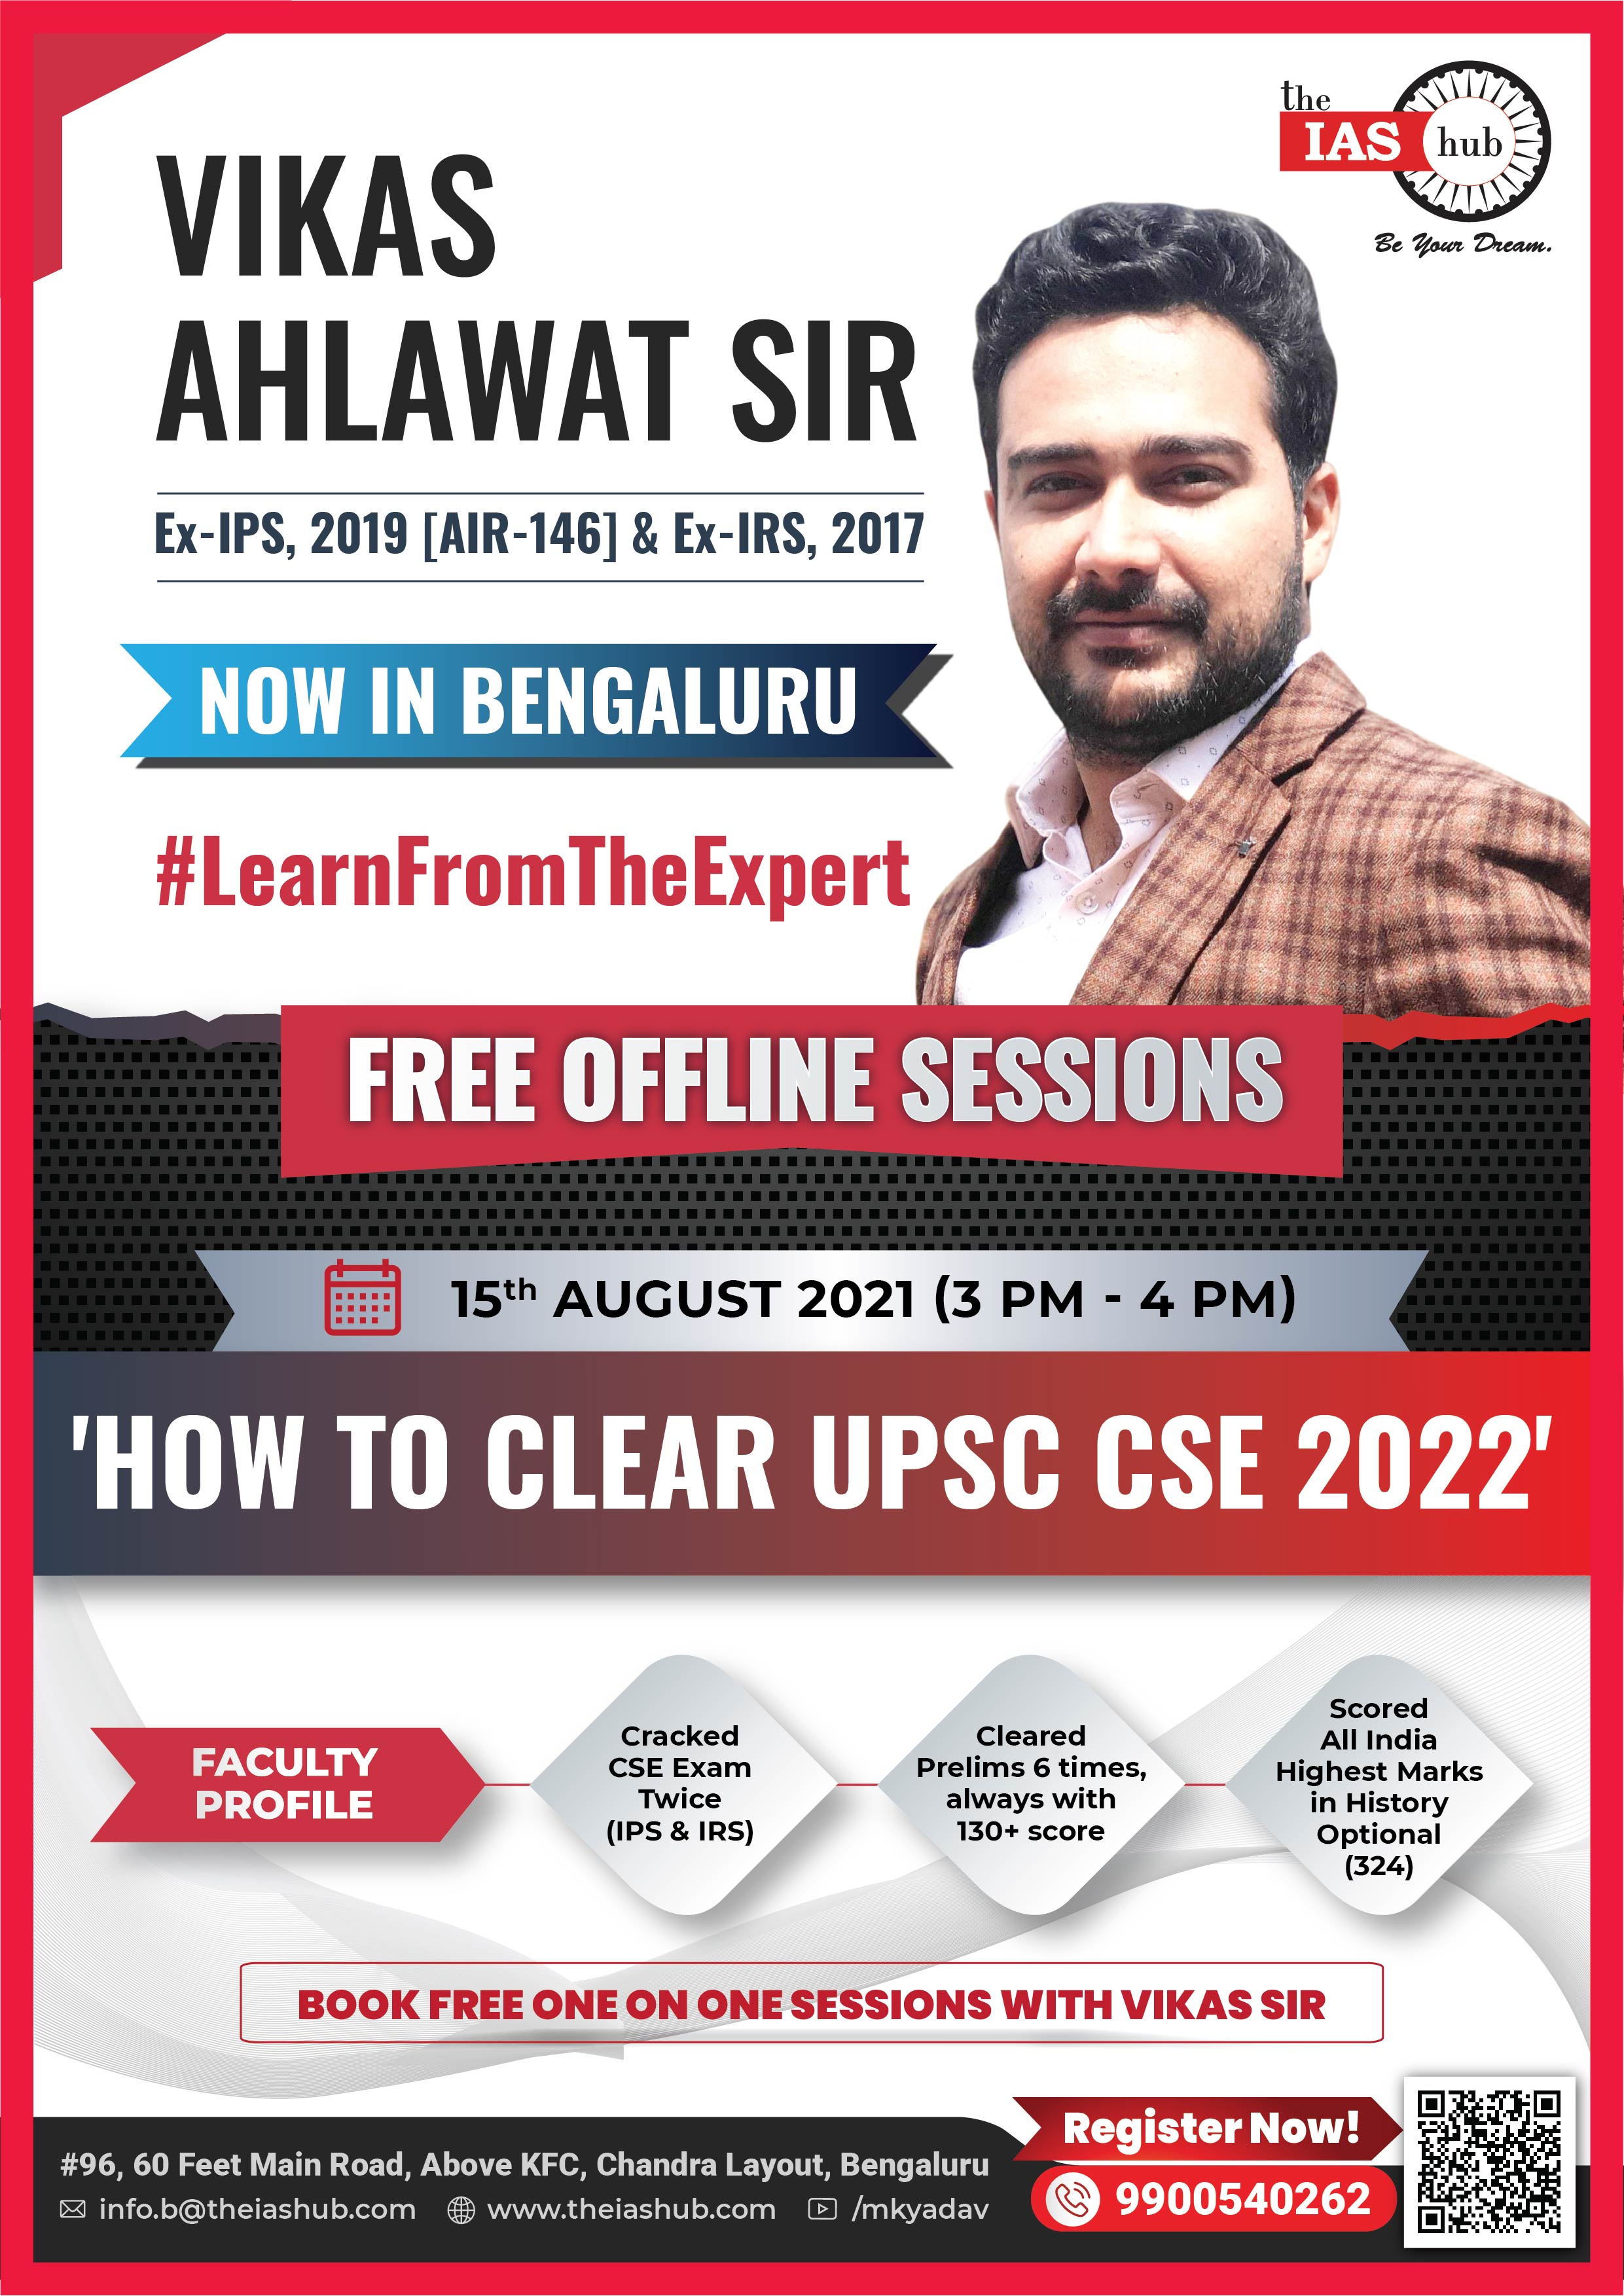 the
IAS hub
Be Your Dream.
VIKAS
AHLAWAT SIR
Ex-IPS, 2019 [AIR-146] & Ex-IRS, 2017
NOW IN BENGALURU
#LearnFromTheExpert
FREE OFFLINE SESSIONS
15th AUGUST 2021 (3 PM - 4 PM)
'HOW TO CLEAR UPSC CSE 2022'
FACULTY
PROFILE
Cracked
CSE Exam
Twice
(IPS & IRS)
Cleared
Prelims 6 times,
always with
130+ score
Scored
All India
Highest Marks
in History
Optional
(324)
BOOK FREE ONE ON ONE SESSIONS WITH VIKAS SIR
#96, 60 Feet Main Road, Above KFC, Chandra Layout, Bengaluru
info.b@theiashub.com www.theiashub.com /mkyadav
Register Now!
9900540262